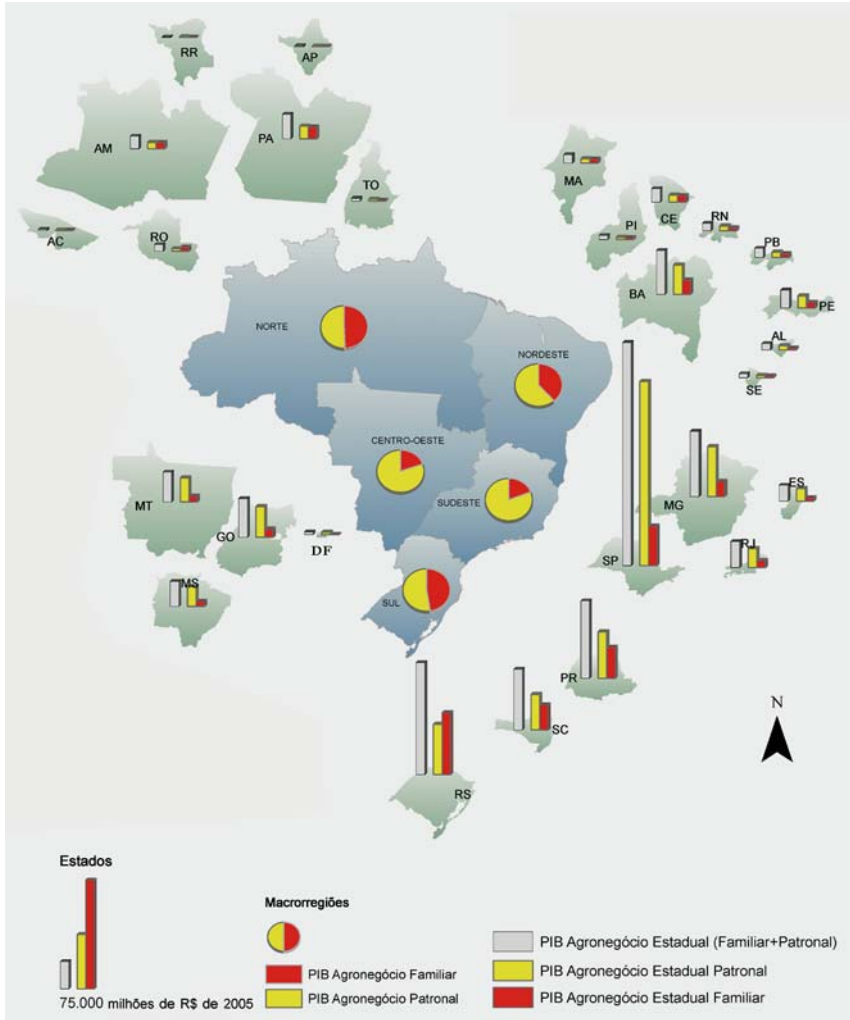 RR
AP
AM
PA
TO
AC
RO
MA
PI
CE
RN
PB
BA
PE
AL
SE
NORTE
NORDESTE
CENTRO-OESTE
SUDESTE
SUL
MT
GO
DF
MS
SP
MG
ES
RJ
PR
SC
RS
N
Estados
75.000 milhões de R$ de 2005
Macrorregiões
PIB Agronegócio Familiar
PIB Agronegócio Patronal
PIB Agronegócio Estadual (Familiar+Patronal)
PIB Agronegócio Estadual Patronal
PIB Agronegócio Estadual Familiar